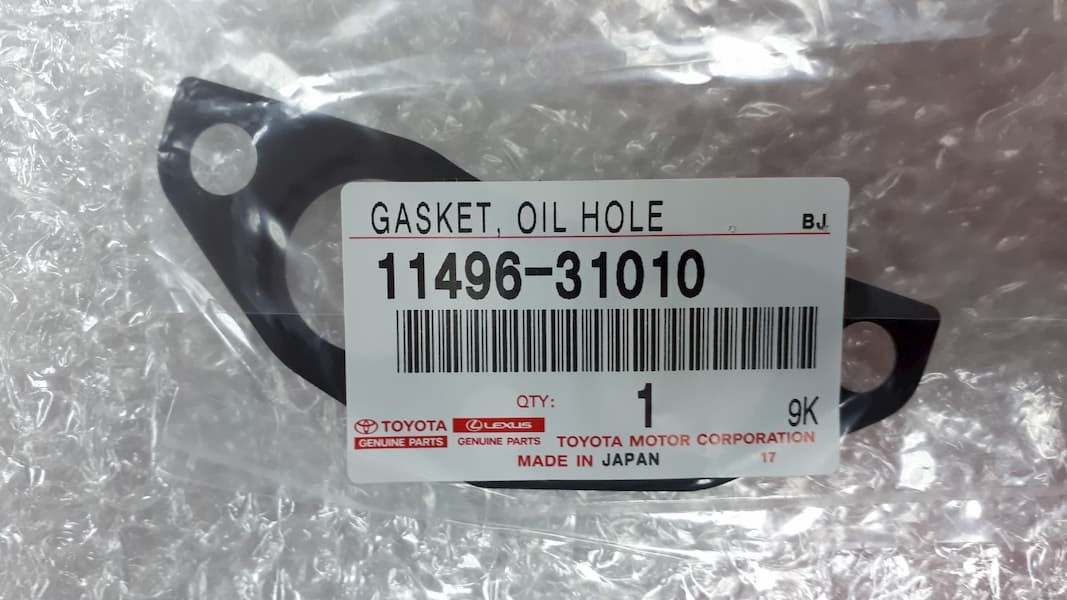 GASKET, OIL HOLE BJ
11496-31010
QTY: 1 9K
TOYOTA LEXUS
GENUINE PARTS GENUINE PARTS TOYOTA MOTOR CORPORATION
MADE IN JAPAN 17